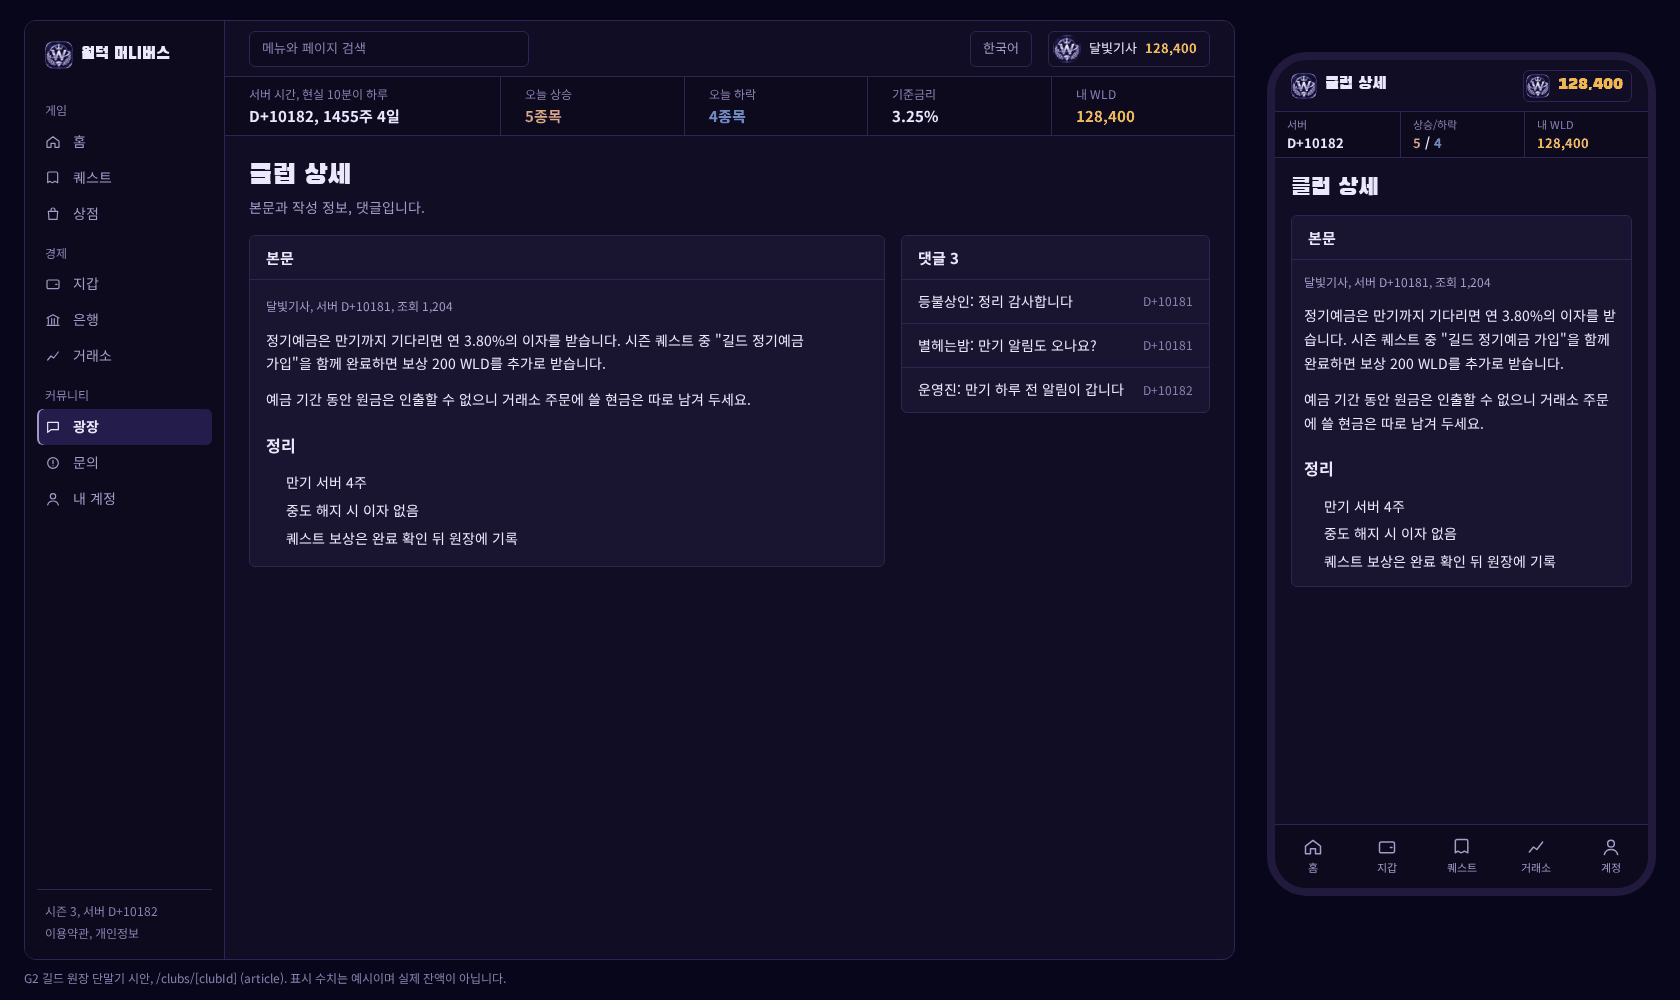 월덕 머니버스
게임
홈
퀘스트
상점
경제
지갑
은행
거래소
커뮤니티
광장
문의
내 계정
시즌 3, 서버 D+10182
이용약관, 개인정보
메뉴와 페이지 검색
한국어
달빛기사 128,400
서버 시간, 현실 10분이 하루
D+10182, 1455주 4일
오늘 상승
5종목
오늘 하락
4종목
기준금리
3.25%
내 WLD
128,400
클럽 상세
본문과 작성 정보, 댓글입니다.
본문
달빛기사, 서버 D+10181, 조회 1,204
정기예금은 만기까지 기다리면 연 3.80%의 이자를 받습니다. 시즌 퀘스트 중 "길드 정기예금
가입"을 함께 완료하면 보상 200 WLD를 추가로 받습니다.
예금 기간 동안 원금은 인출할 수 없으니 거래소 주문에 쓸 현금은 따로 남겨 두세요.
정리
만기 서버 4주
중도 해지 시 이자 없음
퀘스트 보상은 완료 확인 뒤 원장에 기록
댓글 3
등불상인: 정리 감사합니다 D+10181
별헤는밤: 만기 알림도 오나요? D+10181
운영진: 만기 하루 전 알림이 갑니다 D+10182
클럽 상세
128,400
서버
D+10182
상승/하락
5 / 4
내 WLD
128,400
클럽 상세
본문
달빛기사, 서버 D+10181, 조회 1,204
정기예금은 만기까지 기다리면 연 3.80%의 이자를 받
습니다. 시즌 퀘스트 중 "길드 정기예금 가입"을 함께
완료하면 보상 200 WLD를 추가로 받습니다.
예금 기간 동안 원금은 인출할 수 없으니 거래소 주문
에 쓸 현금은 따로 남겨 두세요.
정리
만기 서버 4주
중도 해지 시 이자 없음
퀘스트 보상은 완료 확인 뒤 원장에 기록
홈
지갑
퀘스트
거래소
계정
G2 길드 원장 단말기 시안, /clubs/[clubId] (article). 표시 수치는 예시이며 실제 잔액이 아닙니다.